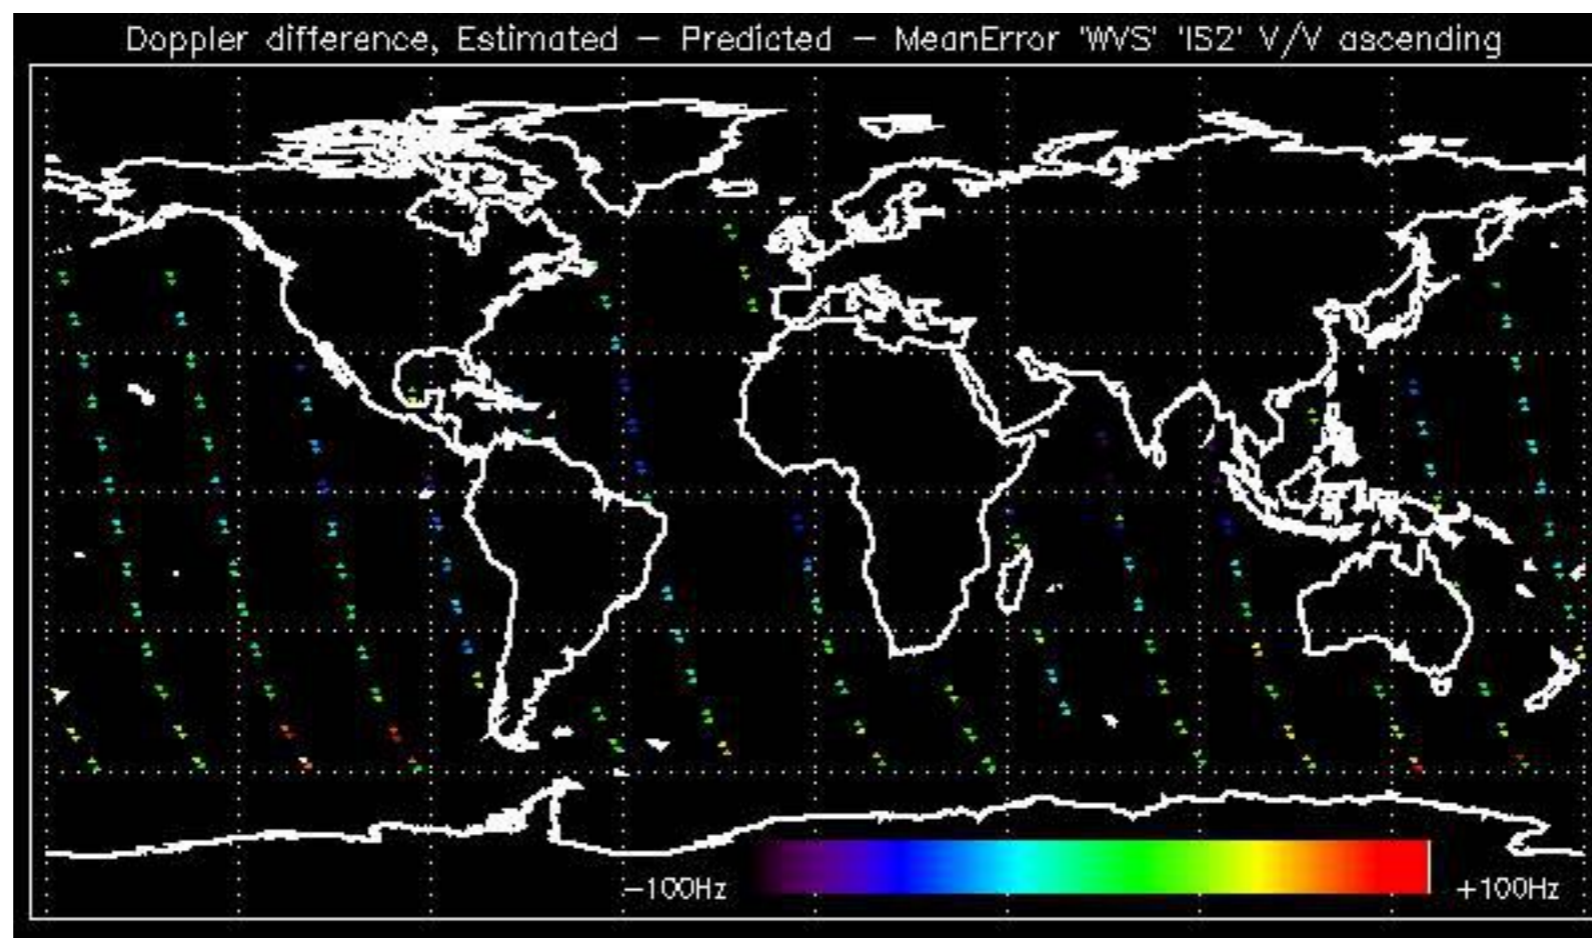 Doppler difference, Estimated – Predicted – MeanError 'WVS' 'IS2' V/V ascending
–100Hz
+100Hz